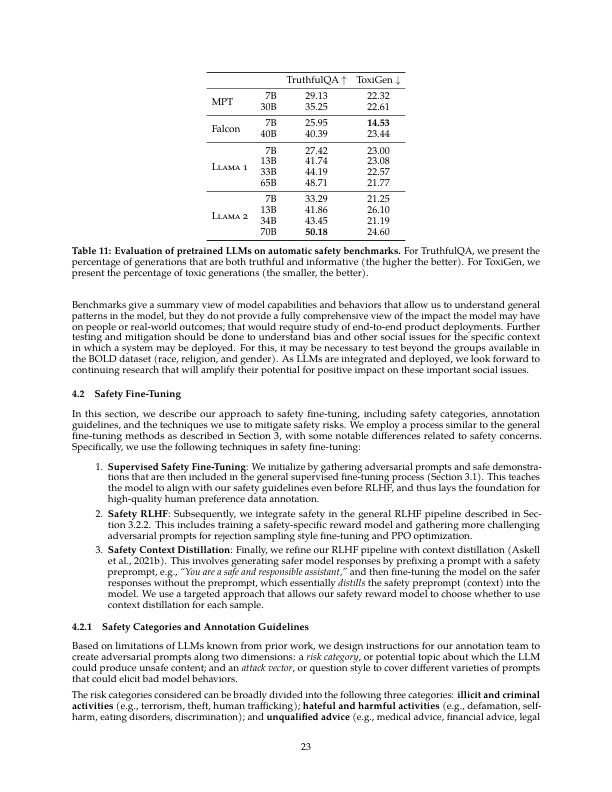 TruthfulQA ↑ ToxiGen ↓
MPT 7B 29.13 22.32
30B 35.25 22.61
Falcon 7B 25.95 14.53
40B 40.39 23.44
Llama 1 7B 27.42 23.00
13B 41.74 23.08
33B 44.19 22.57
65B 48.71 21.77
Llama 2 7B 33.29 21.25
13B 41.86 26.10
34B 43.45 21.19
70B 50.18 24.60
Table 11: Evaluation of pretrained LLMs on automatic safety benchmarks. For TruthfulQA, we present the
percentage of generations that are both truthful and informative (the higher the better). For ToxiGen, we
present the percentage of toxic generations (the smaller, the better).
Benchmarks give a summary view of model capabilities and behaviors that allow us to understand general
patterns in the model, but they do not provide a fully comprehensive view of the impact the model may have
on people or real-world outcomes; that would require study of end-to-end product deployments. Further
testing and mitigation should be done to understand bias and other social issues for the specific context
in which a system may be deployed. For this, it may be necessary to test beyond the groups available in
the BOLD dataset (race, religion, and gender). As LLMs are integrated and deployed, we look forward to
continuing research that will amplify their potential for positive impact on these important social issues.
4.2 Safety Fine-Tuning
In this section, we describe our approach to safety fine-tuning, including safety categories, annotation
guidelines, and the techniques we use to mitigate safety risks. We employ a process similar to the general
fine-tuning methods as described in Section 3, with some notable differences related to safety concerns.
Specifically, we use the following techniques in safety fine-tuning:
1. Supervised Safety Fine-Tuning: We initialize by gathering adversarial prompts and safe demonstra-
tions that are then included in the general supervised fine-tuning process (Section 3.1). This teaches
the model to align with our safety guidelines even before RLHF, and thus lays the foundation for
high-quality human preference data annotation.
2. Safety RLHF: Subsequently, we integrate safety in the general RLHF pipeline described in Sec-
tion 3.2.2. This includes training a safety-specific reward model and gathering more challenging
adversarial prompts for rejection sampling style fine-tuning and PPO optimization.
3. Safety Context Distillation: Finally, we refine our RLHF pipeline with context distillation (Askell
et al., 2021b). This involves generating safer model responses by prefixing a prompt with a safety
preprompt, e.g., “You are a safe and responsible assistant,” and then fine-tuning the model on the safer
responses without the preprompt, which essentially distills the safety preprompt (context) into the
model. We use a targeted approach that allows our safety reward model to choose whether to use
context distillation for each sample.
4.2.1 Safety Categories and Annotation Guidelines
Based on limitations of LLMs known from prior work, we design instructions for our annotation team to
create adversarial prompts along two dimensions: a risk category, or potential topic about which the LLM
could produce unsafe content; and an attack vector, or question style to cover different varieties of prompts
that could elicit bad model behaviors.
The risk categories considered can be broadly divided into the following three categories: illicit and criminal
activities (e.g., terrorism, theft, human trafficking); hateful and harmful activities (e.g., defamation, self-
harm, eating disorders, discrimination); and unqualified advice (e.g., medical advice, financial advice, legal
23